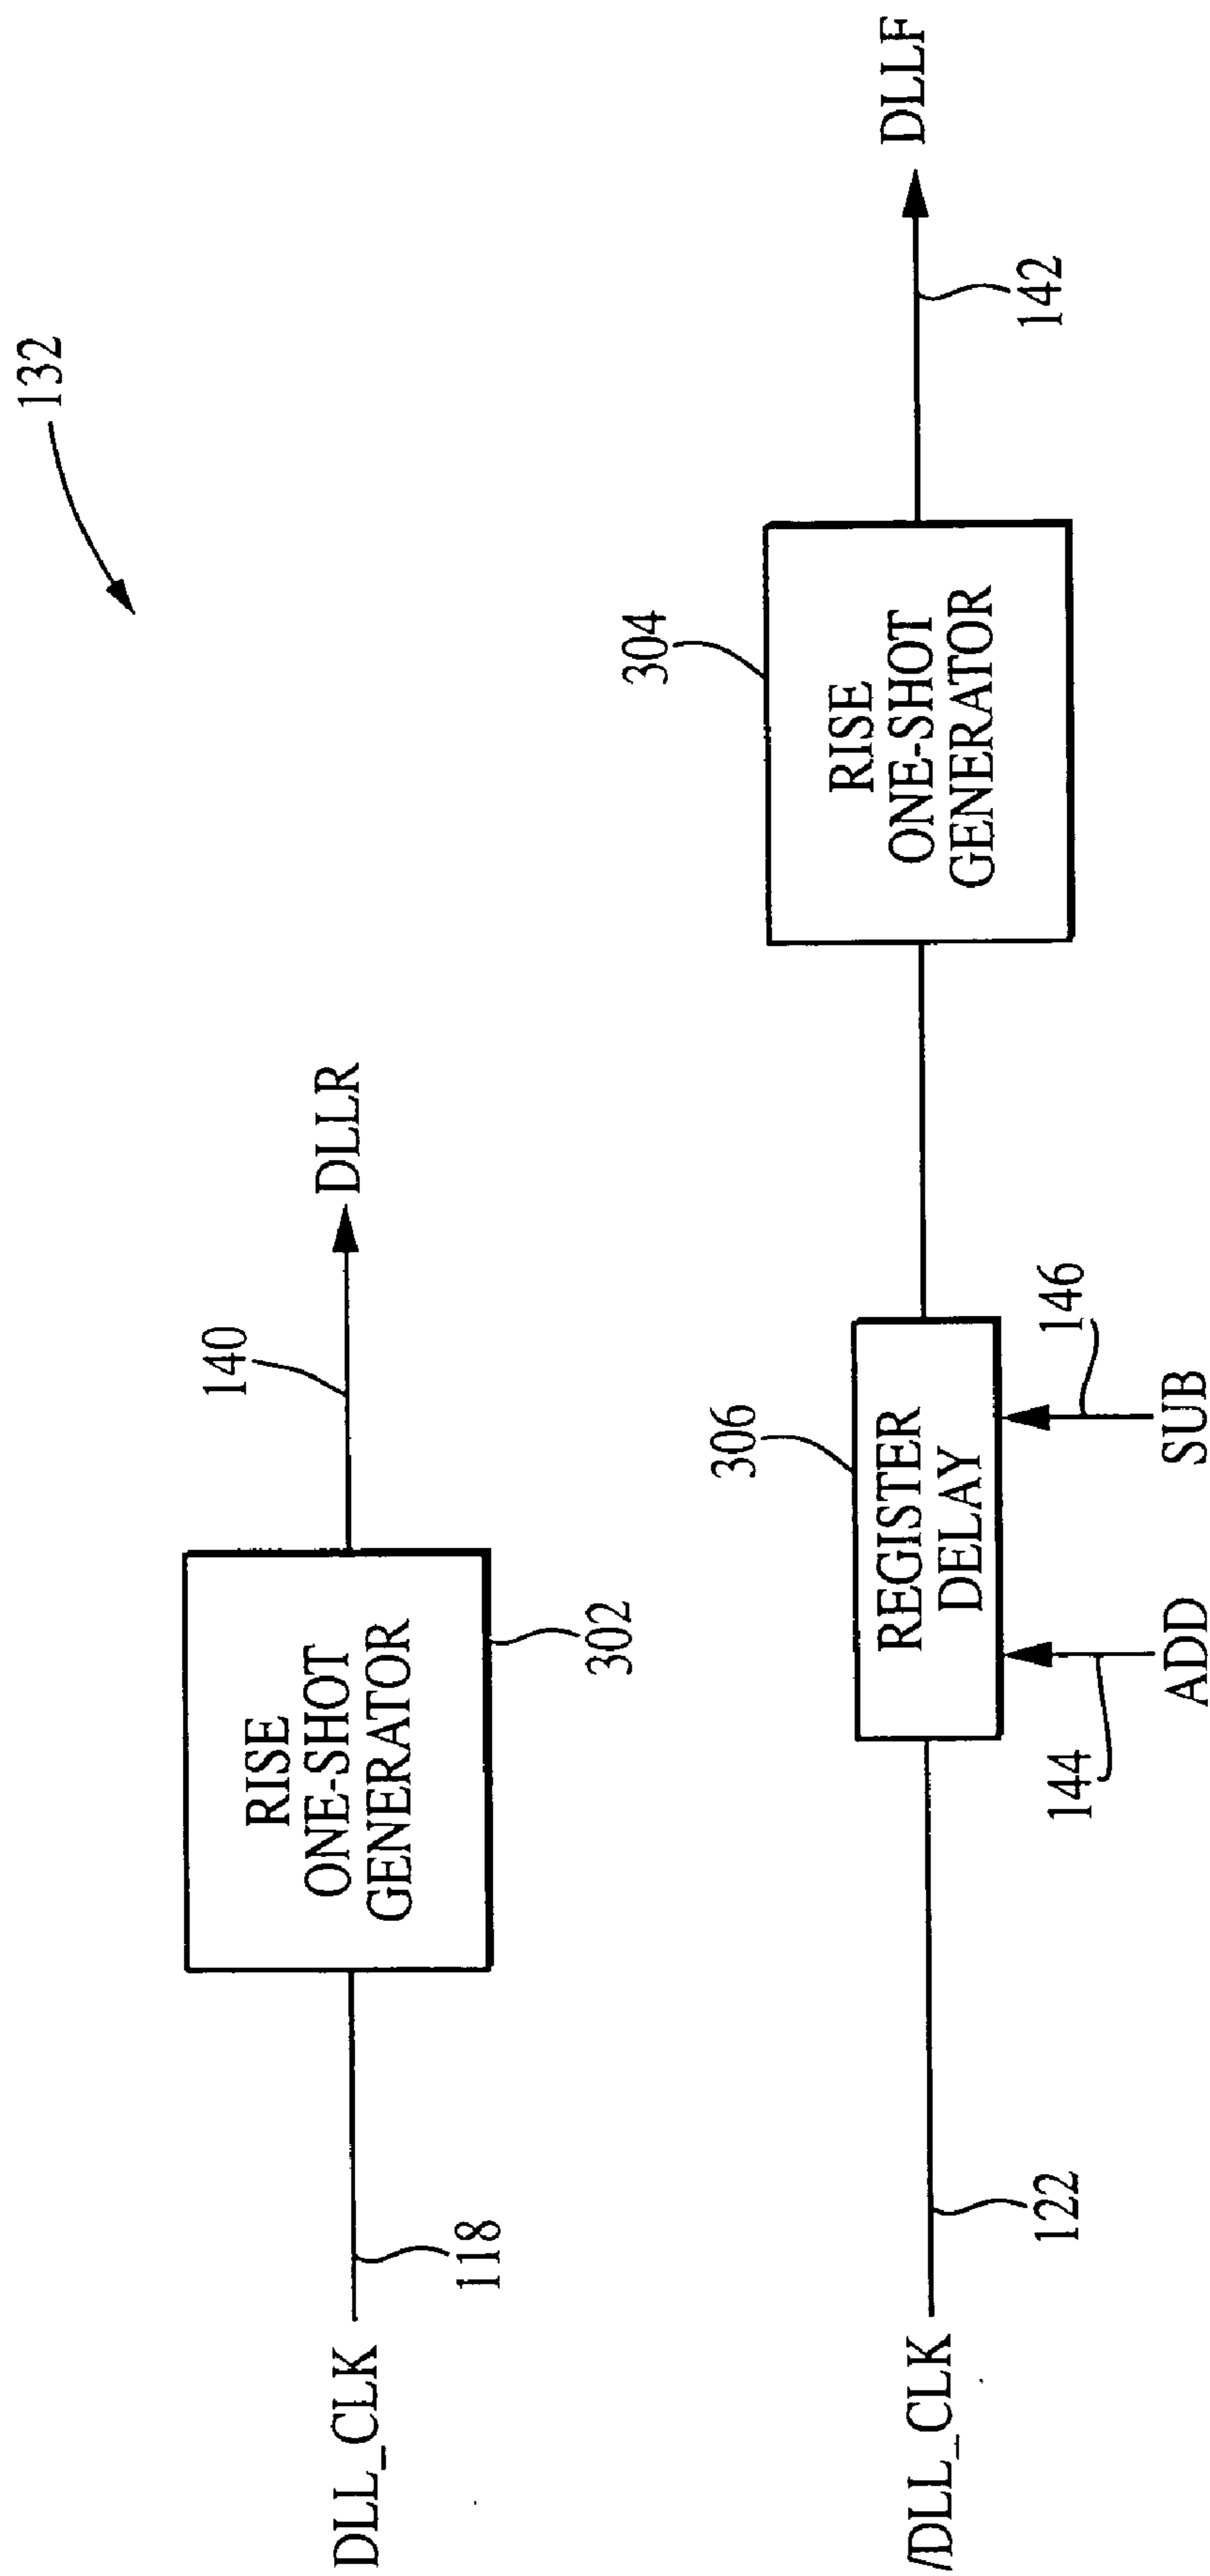 132
DLL_CLK
118
RISE
ONE-SHOT
GENERATOR
302
140
DLLR
/DLL_CLK
122
REGISTER
DELAY
306
144
ADD
146
SUB
RISE
ONE-SHOT
GENERATOR
304
142
DLLF